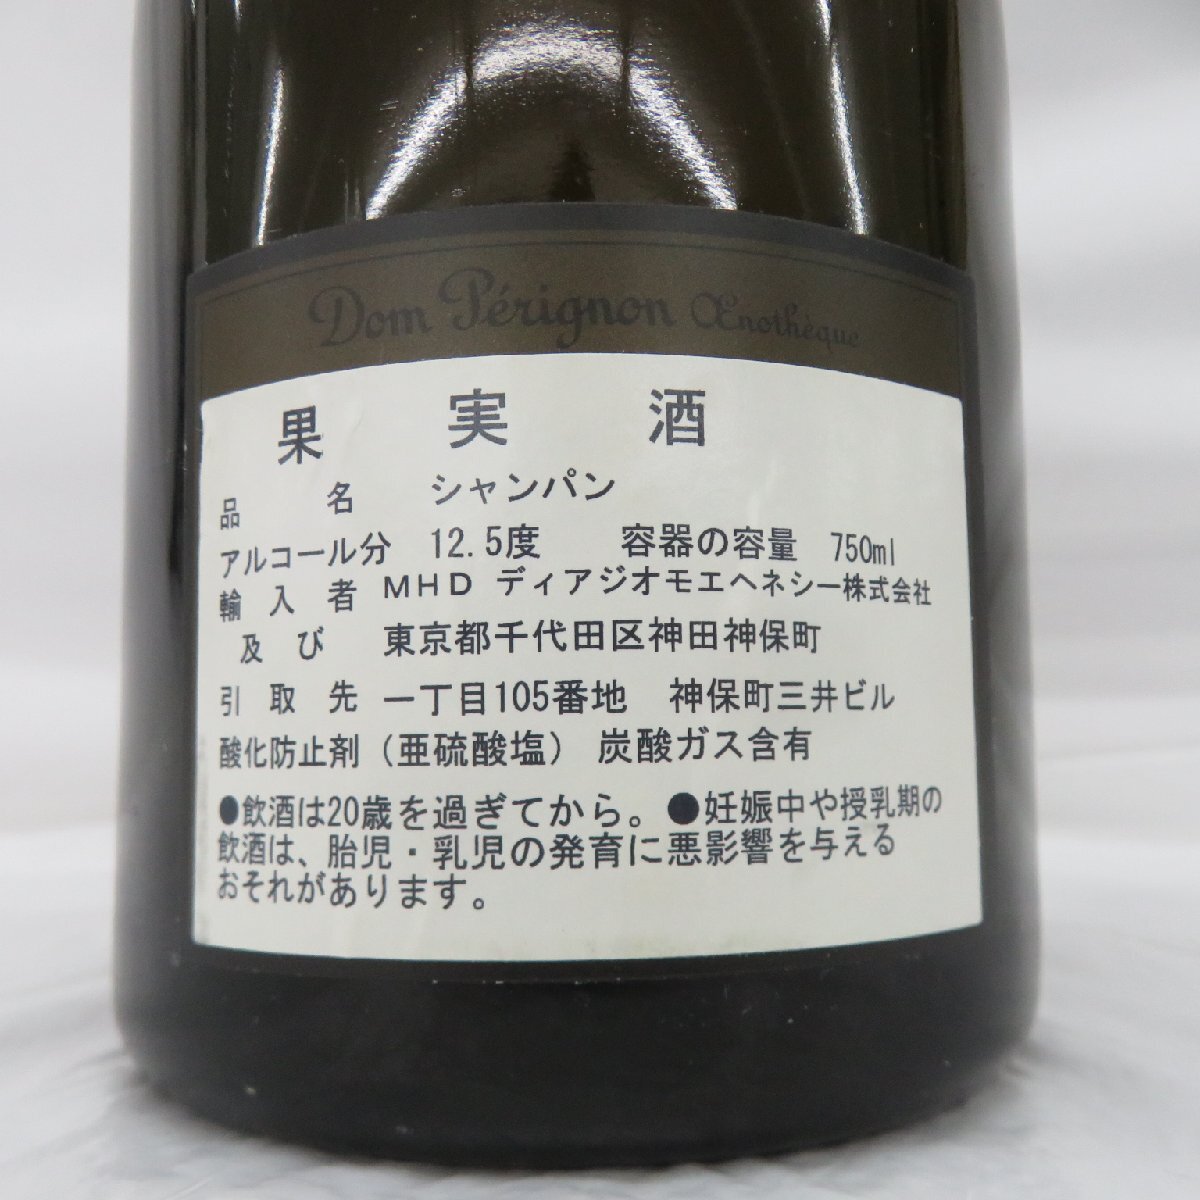 Dom Pérignon Œnothèque
果実酒
品名 シャンパン
アルコール分 12.5度 容器の容量 750ml
輸入者 MHD ディアジオモエヘネシー株式会社
及び 東京都千代田区神田神保町
引取先 一丁目105番地 神保町三井ビル
酸化防止剤（亜硫酸塩） 炭酸ガス含有
●飲酒は20歳を過ぎてから。●妊娠中や授乳期の
飲酒は、胎児・乳児の発育に悪影響を与える
おそれがあります。